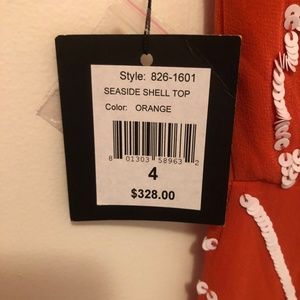 Style: 826-1601
SEASIDE SHELL TOP
Color: ORANGE
8 01303 58963 2
4
$328.00